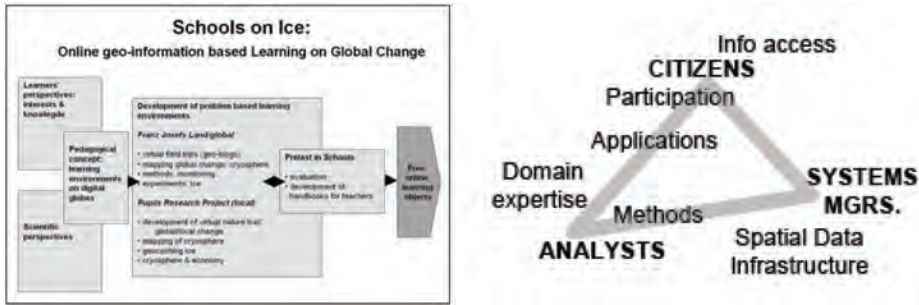 Schools on Ice:
Online geo-information based Learning on Global Change
Learners'
perspectives:
interests &
knowlegde
Scientific
perspectives
Pedagogical
concept:
learning
environments
on digital
globes
Development of problem based learning
environments
Franz Josefs Land/global
• virtual field trips (geo-blogs)
• mapping global change: cryosphere
• methods: monitoring
• experiments: ice
Pupils Research Project (local)
• development of virtual nature trail:
global/local change
• mapping of cryosphere
• geocaching ice
• cryosphere & economy
Pretest in Schools
• evaluation
• development of
handbooks for teachers
Free
online
learning
objects
Info access
CITIZENS
Participation
Applications
Domain
expertise
SYSTEMS
MGRS.
Methods
ANALYSTS
Spatial Data
Infrastructure